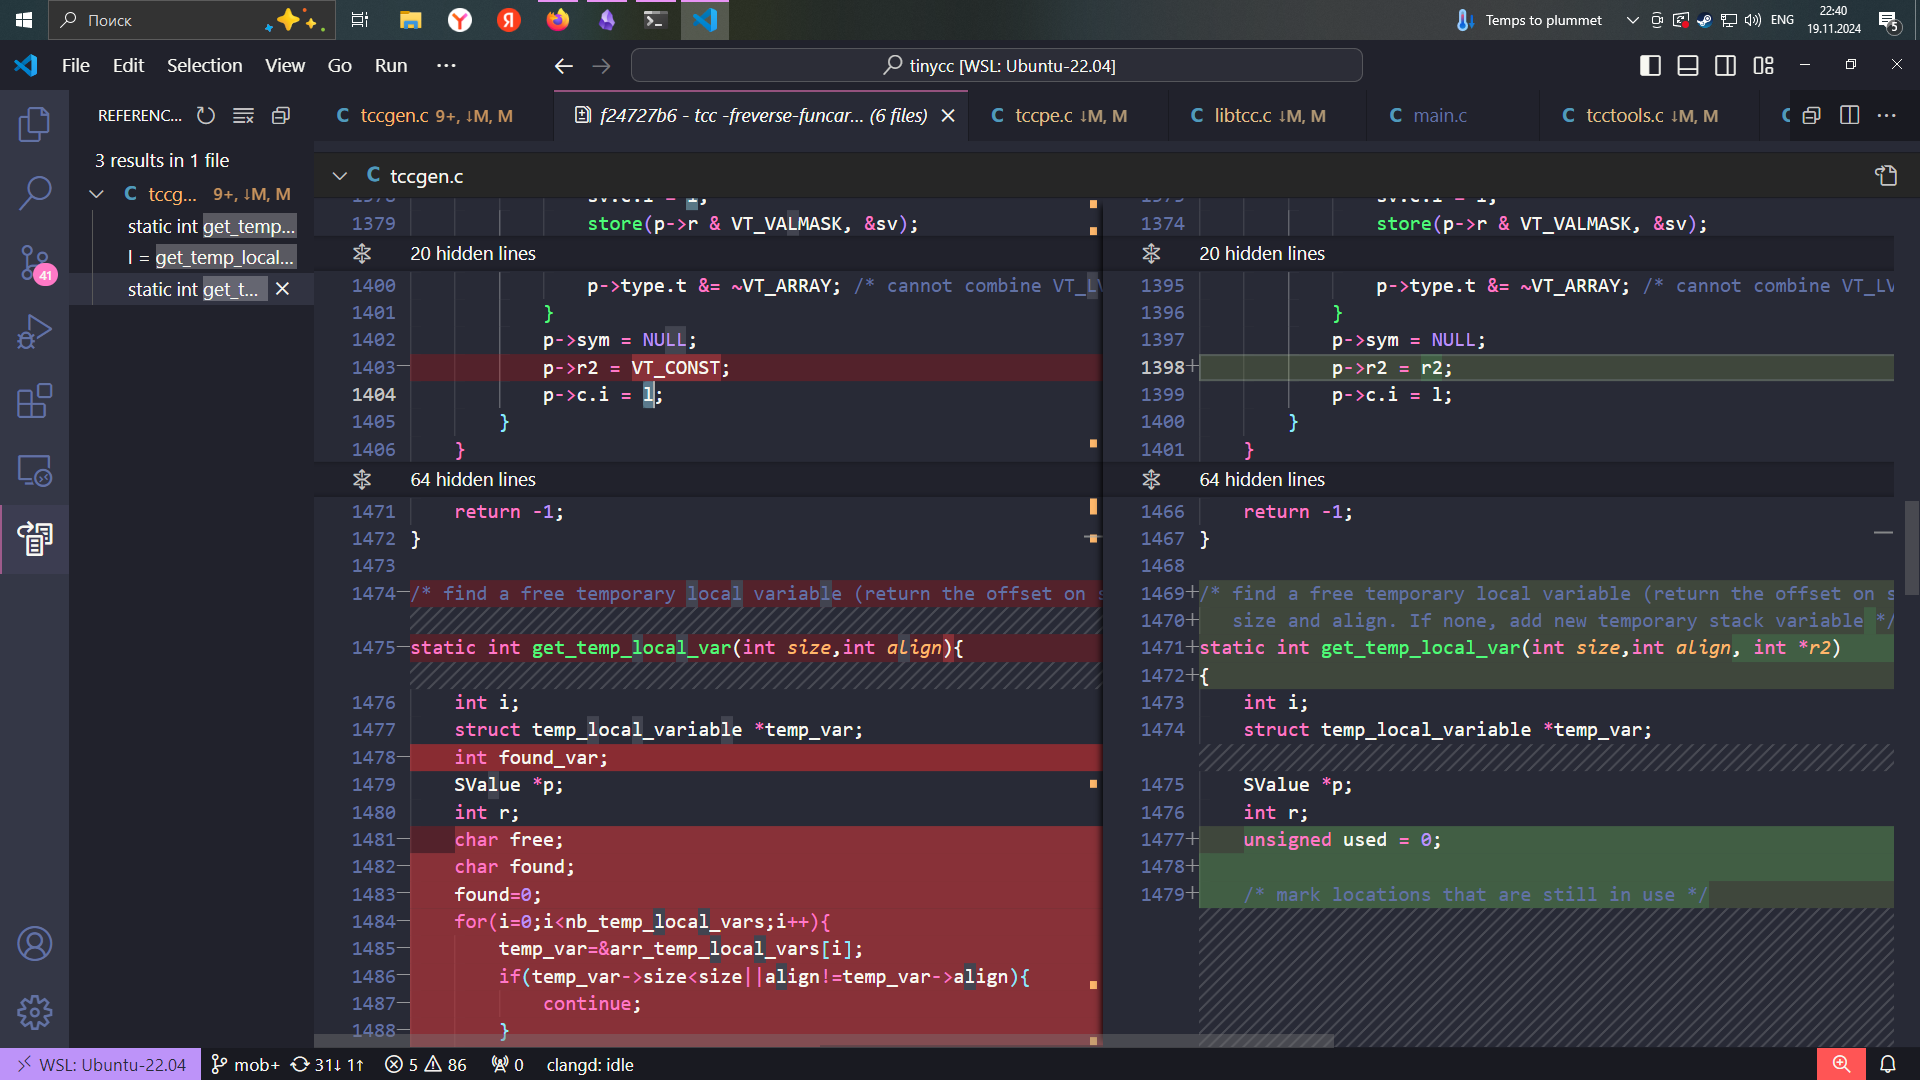 Поиск
Temps to plummet
ENG
22:40
19.11.2024
5
File Edit Selection View Go Run ···
tinycc [WSL: Ubuntu-22.04]
REFERENC...
C tccgen.c 9+, ↓M, M
f24727b6 - tcc -freverse-funcar... (6 files)
C tccpe.c ↓M, M
C libtcc.c ↓M, M
C main.c
C tcctools.c ↓M, M
3 results in 1 file
C tccg... 9+, ↓M, M
static int get_temp...
l = get_temp_local...
static int get_t...
41
C tccgen.c
1379 store(p->r & VT_VALMASK, &sv);
20 hidden lines
1400 p->type.t &= ~VT_ARRAY; /* cannot combine VT_LV
1401 }
1402 p->sym = NULL;
1403 p->r2 = VT_CONST;
1404 p->c.i = l;
1405 }
1406 }
64 hidden lines
1471 return -1;
1472 }
1473
1474 /* find a free temporary local variable (return the offset on s
1475 static int get_temp_local_var(int size,int align){
1476 int i;
1477 struct temp_local_variable *temp_var;
1478 int found_var;
1479 SValue *p;
1480 int r;
1481 char free;
1482 char found;
1483 found=0;
1484 for(i=0;i<nb_temp_local_vars;i++){
1485 temp_var=&arr_temp_local_vars[i];
1486 if(temp_var->size<size||align!=temp_var->align){
1487 continue;
1488 }
1374 store(p->r & VT_VALMASK, &sv);
20 hidden lines
1395 p->type.t &= ~VT_ARRAY; /* cannot combine VT_LV
1396 }
1397 p->sym = NULL;
1398+ p->r2 = r2;
1399 p->c.i = l;
1400 }
1401 }
64 hidden lines
1466 return -1;
1467 }
1468
1469+ /* find a free temporary local variable (return the offset on s
1470+ size and align. If none, add new temporary stack variable */
1471+ static int get_temp_local_var(int size,int align, int *r2)
1472+ {
1473 int i;
1474 struct temp_local_variable *temp_var;
1475 SValue *p;
1476 int r;
1477+ unsigned used = 0;
1478+
1479+ /* mark locations that are still in use */
WSL: Ubuntu-22.04 mob+ 31↓ 1↑ 5 86 0 clangd: idle